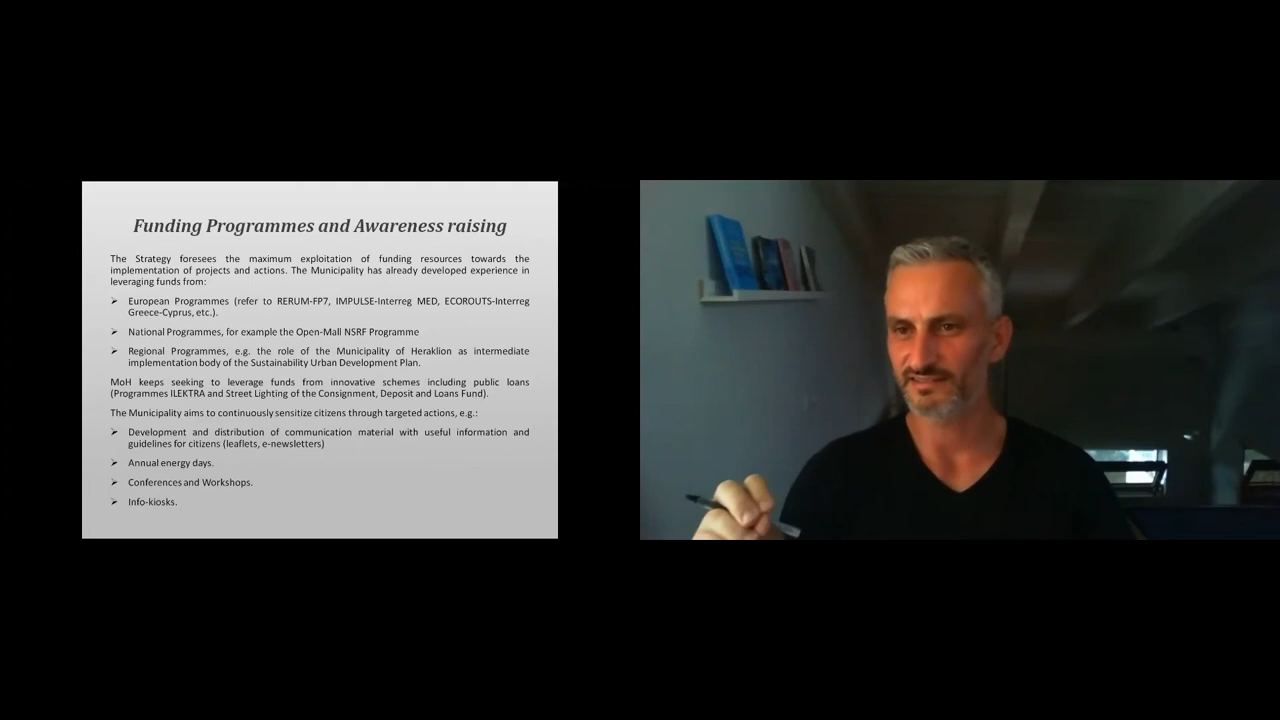 Funding Programmes and Awareness raising
The Strategy foresees the maximum exploitation of funding resources towards the
implementation of projects and actions. The Municipality has already developed experience in
leveraging funds from:
➢ European Programmes (refer to RERUM-FP7, IMPULSE-Interreg MED, ECOROUTS-Interreg
Greece-Cyprus, etc.).
➢ National Programmes, for example the Open-Mall NSRF Programme
➢ Regional Programmes, e.g. the role of the Municipality of Heraklion as intermediate
implementation body of the Sustainability Urban Development Plan.
MoH keeps seeking to leverage funds from innovative schemes including public loans
(Programmes ILEKTRA and Street Lighting of the Consignment, Deposit and Loans Fund).
The Municipality aims to continuously sensitize citizens through targeted actions, e.g.:
➢ Development and distribution of communication material with useful information and
guidelines for citizens (leaflets, e-newsletters)
➢ Annual energy days.
➢ Conferences and Workshops.
➢ Info-kiosks.